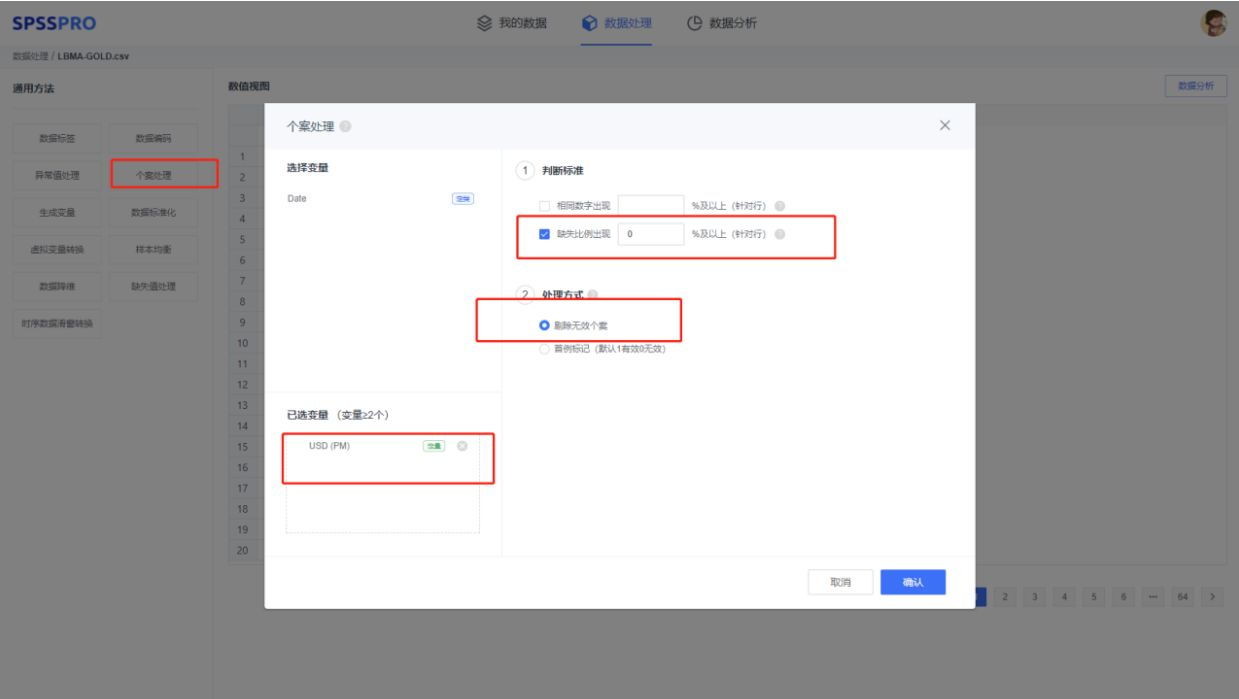 SPSSPRO
我的数据
数据处理
数据分析
数据处理 / LBMA-GOLD.csv
通用方法
数值视图
数据分析
数据标签
数据编码
异常值处理
个案处理
生成变量
数据标准化
虚拟变量转换
样本均衡
数据降维
缺失值处理
时序数据滑窗转换
1
2
3
4
5
6
7
8
9
10
11
12
13
14
15
16
17
18
19
20
个案处理
选择变量
Date
定类
已选变量 (变量≥2个)
USD (PM)
定量
1 判断标准
相同数字出现 %及以上 (针对行)
缺失比例出现 0 %及以上 (针对行)
2 处理方式
剔除无效个案
首例标记 (默认1有效0无效)
取消
确认
2 3 4 5 6 ··· 64 >